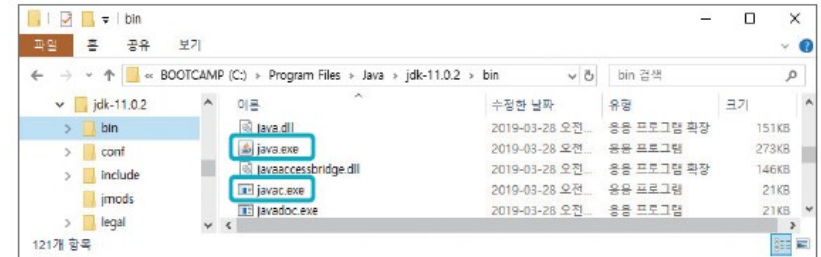 bin
파일 홈 공유 보기
« BOOTCAMP (C:) > Program Files > Java > jdk-11.0.2 > bin
bin 검색
jdk-11.0.2
bin
conf
include
jmods
legal
이름 수정한 날짜 유형 크기
java.dll 2019-03-28 오전... 응용 프로그램 확장 151KB
java.exe 2019-03-28 오전... 응용 프로그램 273KB
javaaccessbridge.dll 2019-03-28 오전... 응용 프로그램 확장 146KB
javac.exe 2019-03-28 오전... 응용 프로그램 21KB
javadoc.exe 2019-03-28 오전... 응용 프로그램 21KB
121개 항목